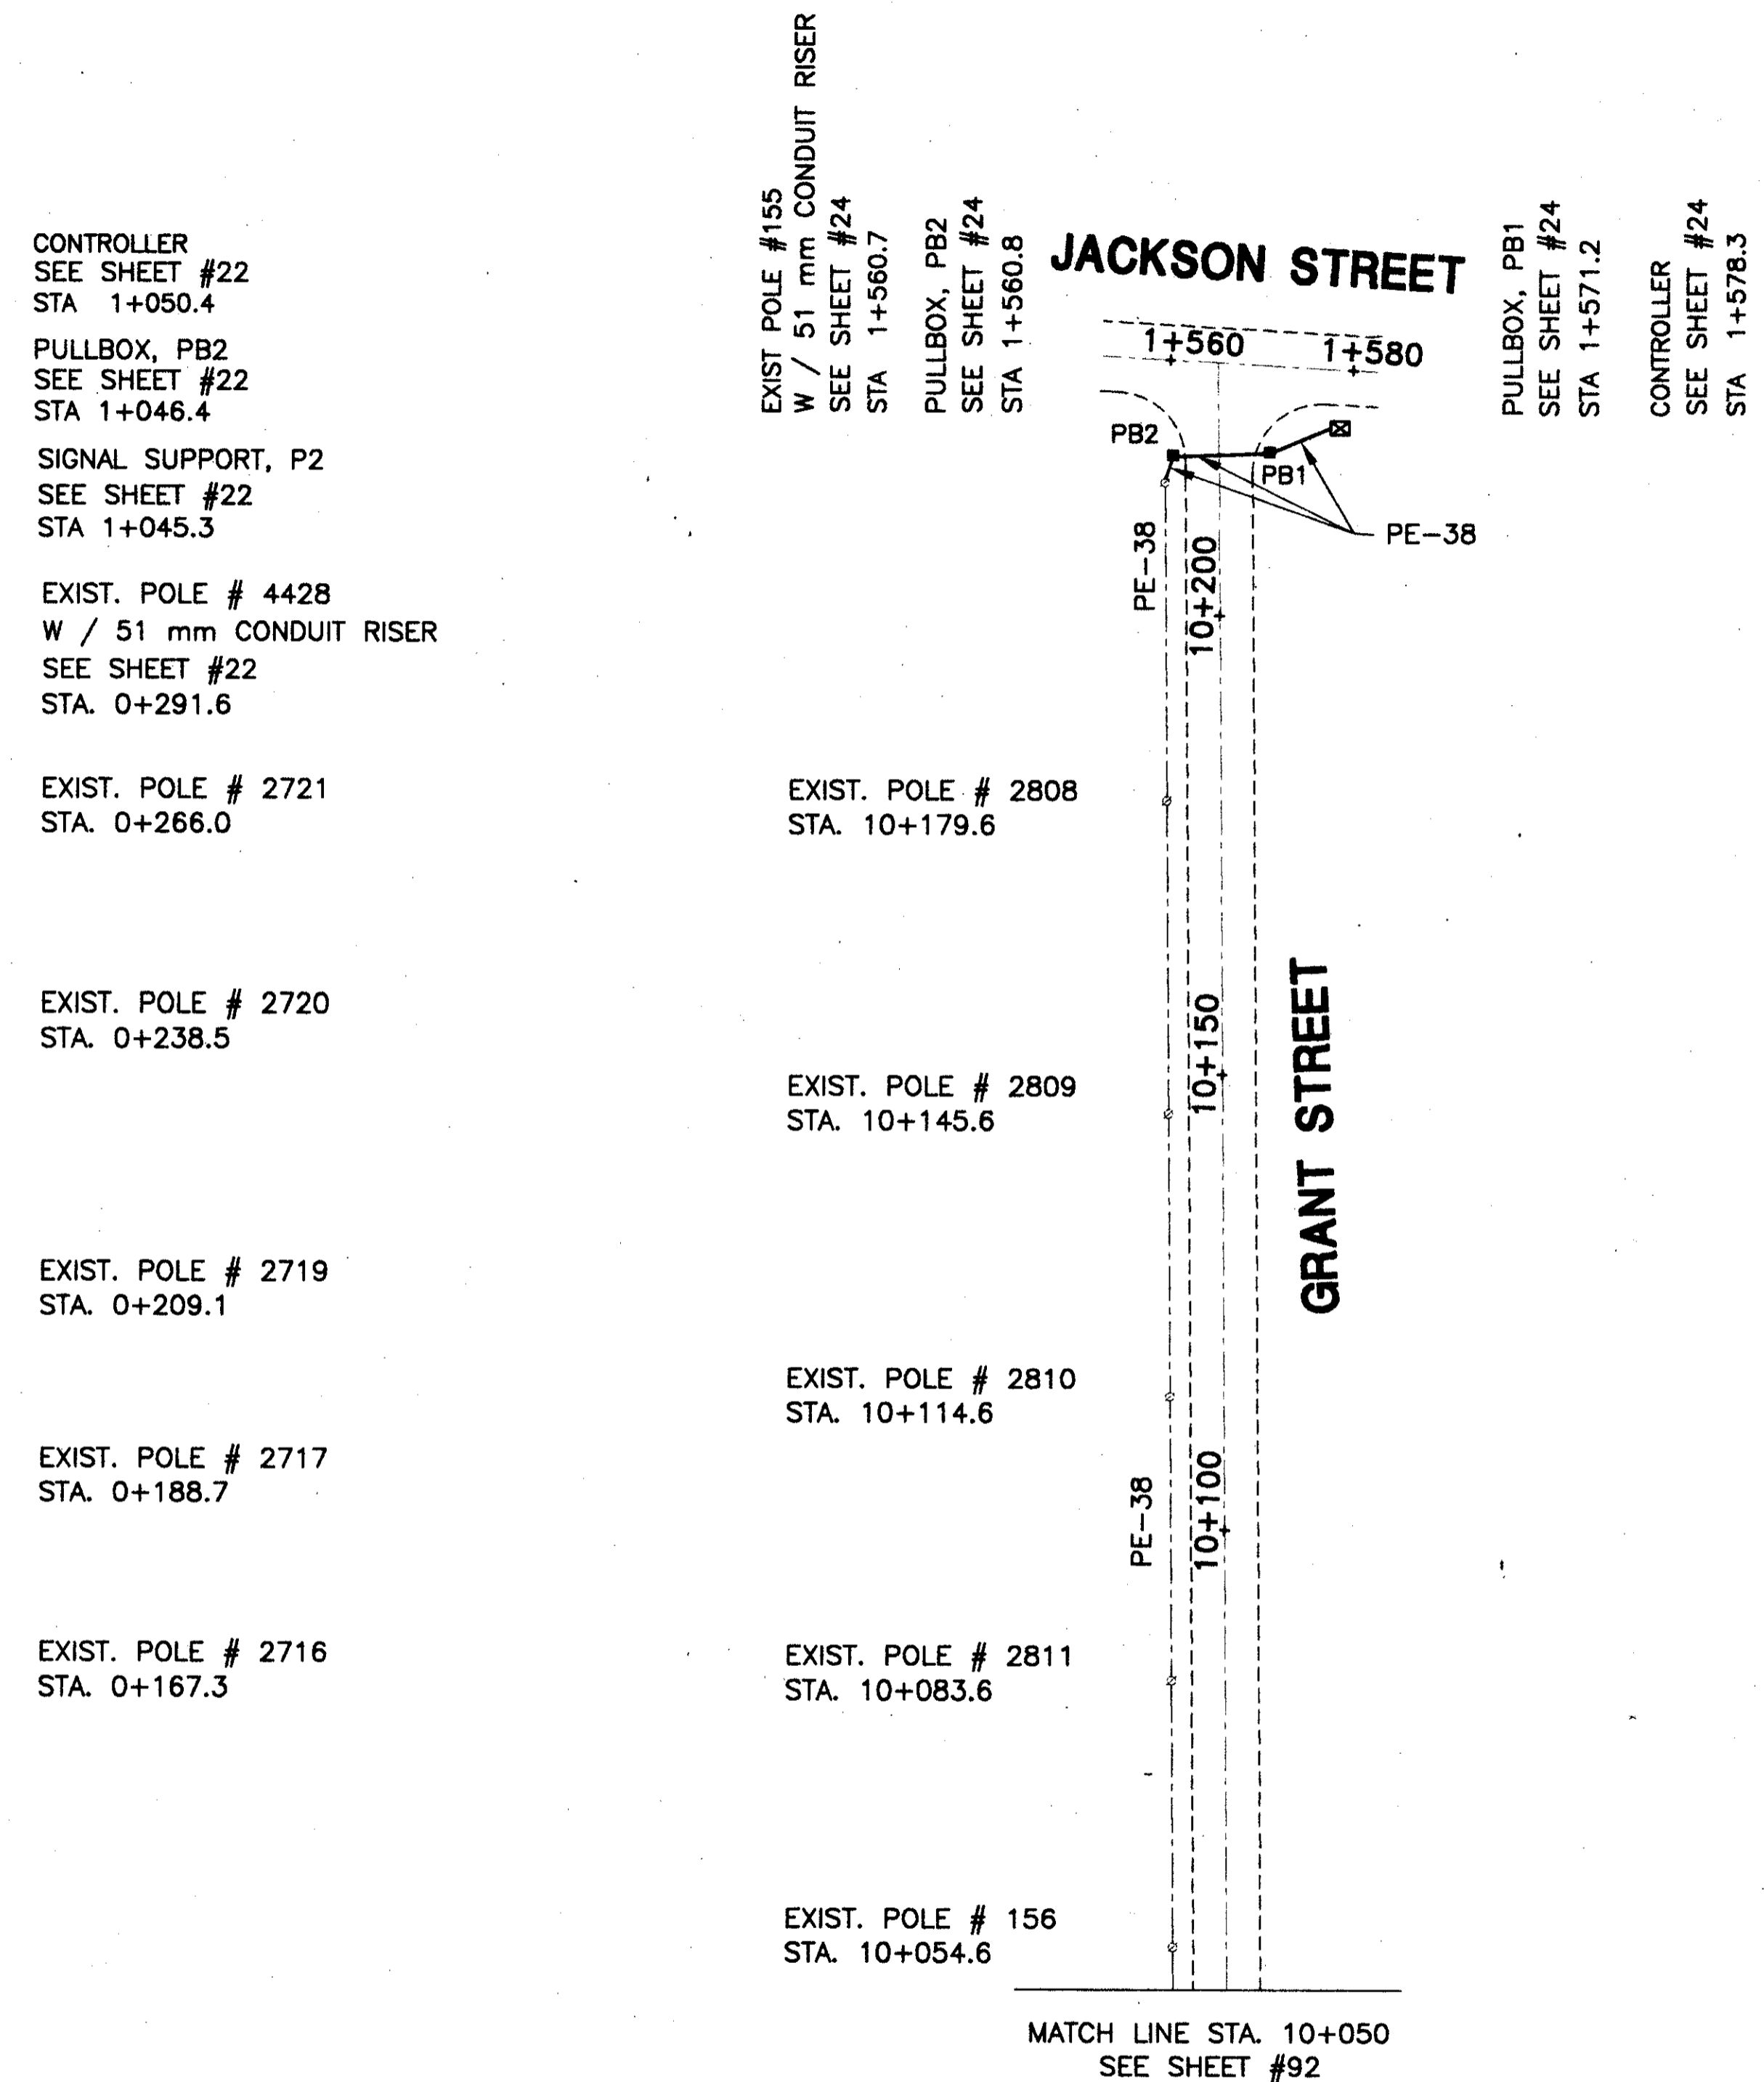 CONTROLLER
SEE SHEET #22
STA 1+050.4
PULLBOX, PB2
SEE SHEET #22
STA 1+046.4
SIGNAL SUPPORT, P2
SEE SHEET #22
STA 1+045.3
EXIST. POLE # 4428
W / 51 mm CONDUIT RISER
SEE SHEET #22
STA. 0+291.6
EXIST. POLE # 2721
STA. 0+266.0
EXIST. POLE # 2720
STA. 0+238.5
EXIST. POLE # 2719
STA. 0+209.1
EXIST. POLE # 2717
STA. 0+188.7
EXIST. POLE # 2716
STA. 0+167.3
EXIST POLE #155
W / 51 mm CONDUIT RISER
SEE SHEET #24
STA 1+560.7
PULLBOX, PB2
SEE SHEET #24
STA 1+560.8
JACKSON STREET
1+560
1+580
PULLBOX, PB1
SEE SHEET #24
STA 1+571.2
CONTROLLER
SEE SHEET #24
STA 1+578.3
PB2
PB1
PE-38
PE-38
10+200
EXIST. POLE # 2808
STA. 10+179.6
10+150
GRANT STREET
EXIST. POLE # 2809
STA. 10+145.6
EXIST. POLE # 2810
STA. 10+114.6
PE-38
10+100
EXIST. POLE # 2811
STA. 10+083.6
EXIST. POLE # 156
STA. 10+054.6
MATCH LINE STA. 10+050
SEE SHEET #92